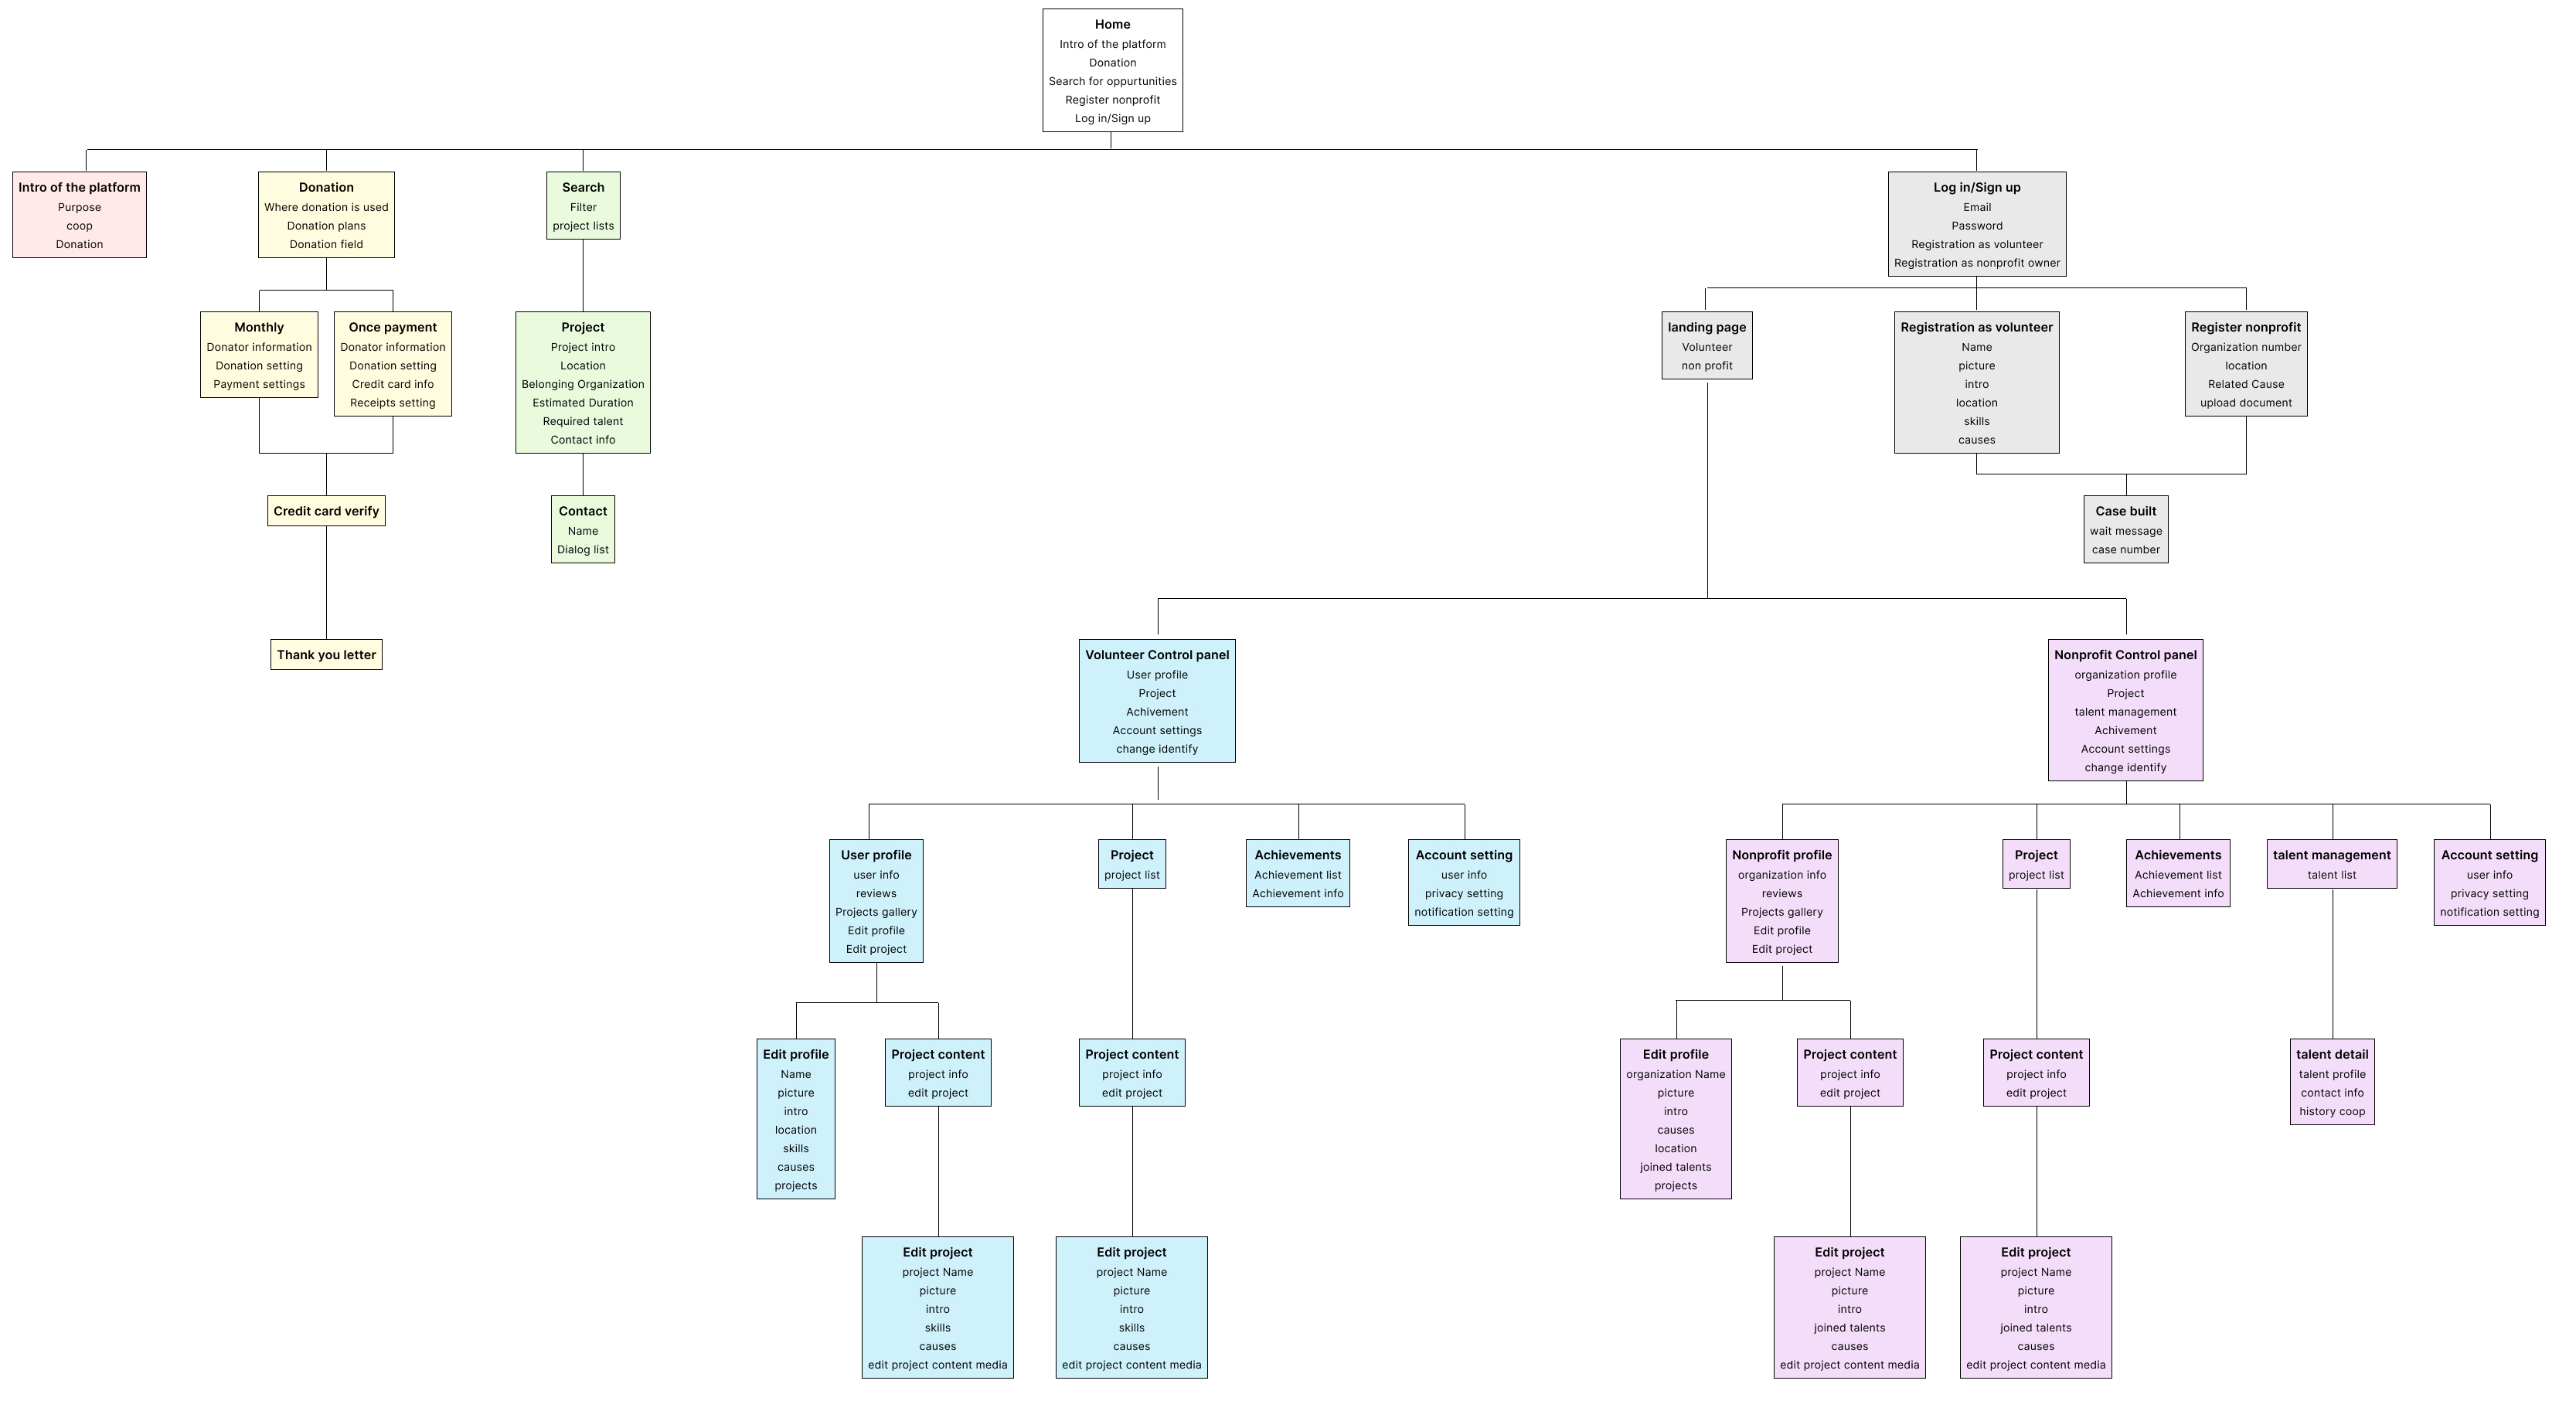 Home
Intro of the platform
Donation
Search for oppurtunities
Register nonprofit
Log in/Sign up
Intro of the platform
Purpose
coop
Donation
Donation
Where donation is used
Donation plans
Donation field
Search
Filter
project lists
Log in/Sign up
Email
Password
Registration as volunteer
Registration as nonprofit owner
Monthly
Donator information
Donation setting
Payment settings
Once payment
Donator information
Donation setting
Credit card info
Receipts setting
Project
Project intro
Location
Belonging Organization
Estimated Duration
Required talent
Contact info
landing page
Volunteer
non profit
Registration as volunteer
Name
picture
intro
location
skills
causes
Register nonprofit
Organization number
location
Related Cause
upload document
Credit card verify
Contact
Name
Dialog list
Case built
wait message
case number
Thank you letter
Volunteer Control panel
User profile
Project
Achivement
Account settings
change identify
Nonprofit Control panel
organization profile
Project
talent management
Achivement
Account settings
change identify
User profile
user info
reviews
Projects gallery
Edit profile
Edit project
Project
project list
Achievements
Achievement list
Achievement info
Account setting
user info
privacy setting
notification setting
Nonprofit profile
organization info
reviews
Projects gallery
Edit profile
Edit project
Project
project list
Achievements
Achievement list
Achievement info
talent management
talent list
Account setting
user info
privacy setting
notification setting
Edit profile
Name
picture
intro
location
skills
causes
projects
Project content
project info
edit project
Project content
project info
edit project
Edit profile
organization Name
picture
intro
causes
location
joined talents
projects
Project content
project info
edit project
Project content
project info
edit project
talent detail
talent profile
contact info
history coop
Edit project
project Name
picture
intro
skills
causes
edit project content media
Edit project
project Name
picture
intro
skills
causes
edit project content media
Edit project
project Name
picture
intro
joined talents
causes
edit project content media
Edit project
project Name
picture
intro
joined talents
causes
edit project content media